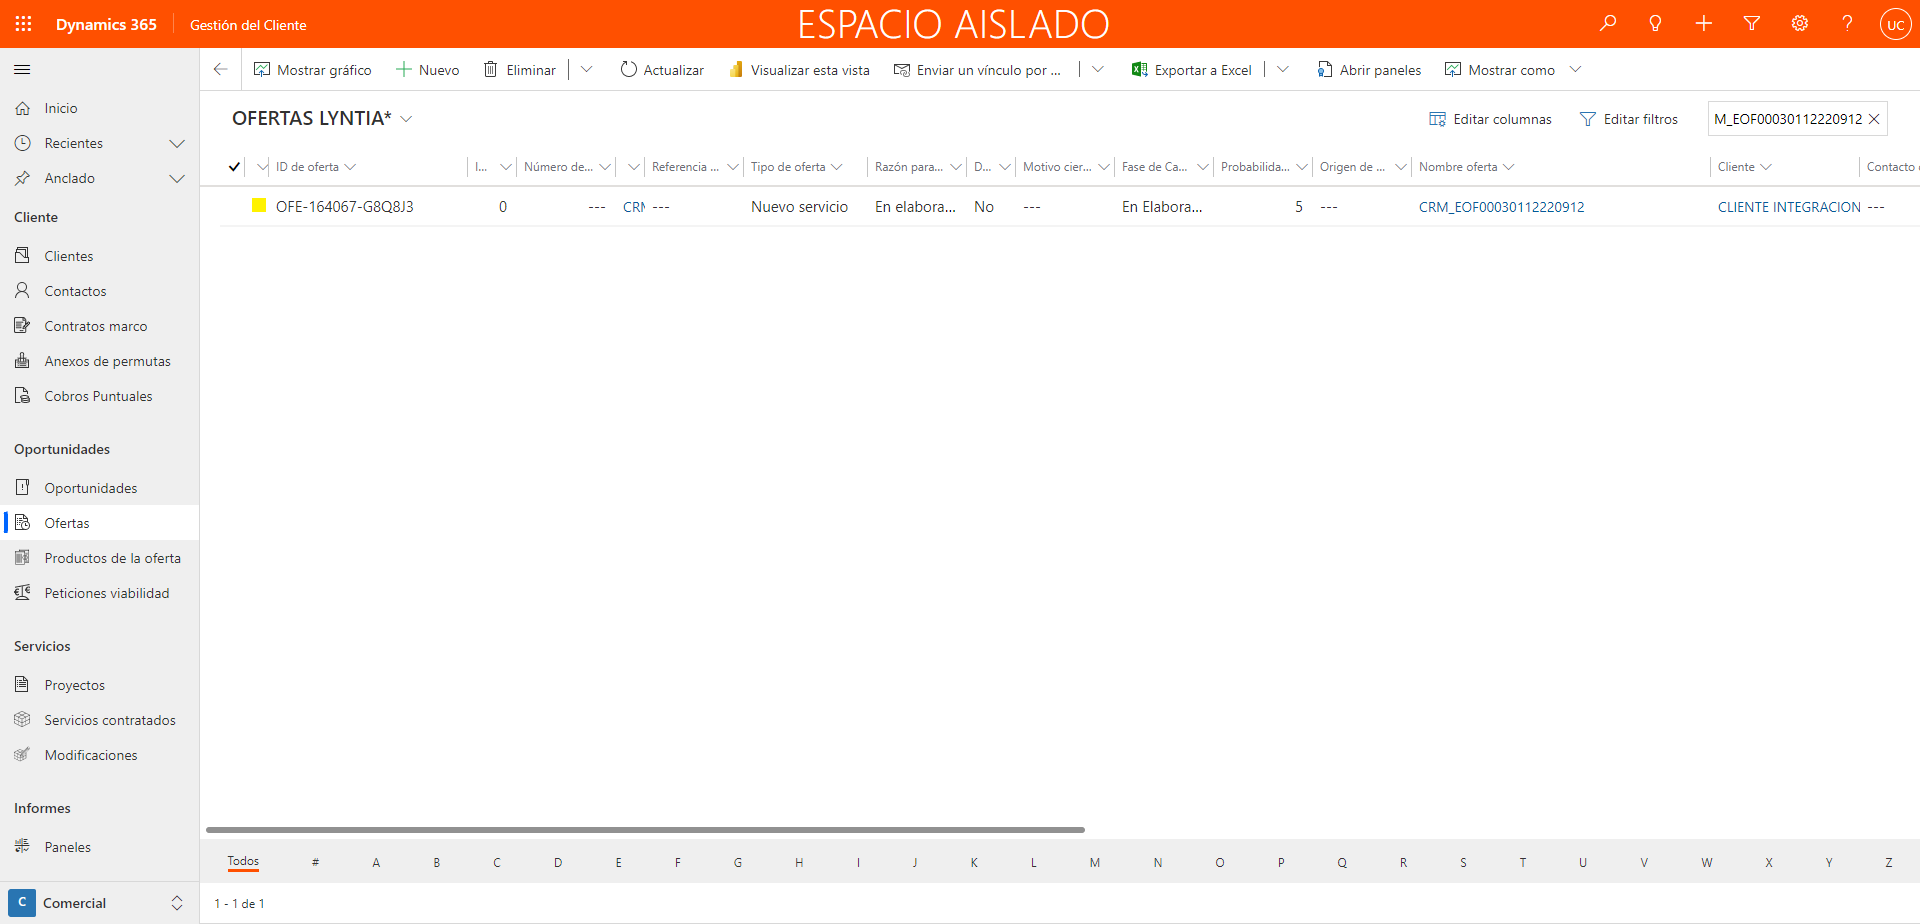 Dynamics 365
Gestión del Cliente
ESPACIO AISLADO
UC
Mostrar gráfico
Nuevo
Eliminar
Actualizar
Visualizar esta vista
Enviar un vínculo por ...
Exportar a Excel
Abrir paneles
Mostrar como
Inicio
Recientes
Anclado
Cliente
Clientes
Contactos
Contratos marco
Anexos de permutas
Cobros Puntuales
Oportunidades
Oportunidades
Ofertas
Productos de la oferta
Peticiones viabilidad
Servicios
Proyectos
Servicios contratados
Modificaciones
Informes
Paneles
C Comercial
OFERTAS LYNTIA*
Editar columnas
Editar filtros
M_EOF00030112220912
ID de oferta I... Número de... Referencia ... Tipo de oferta Razón para... D... Motivo cier... Fase de Ca... Probabilida... Origen de ... Nombre oferta Cliente Contacto
OFE-164067-G8Q8J3 0 --- CRM --- Nuevo servicio En elabora... No --- En Elabora... 5 --- CRM_EOF00030112220912 CLIENTE INTEGRACION ---
Todos # A B C D E F G H I J K L M N O P Q R S T U V W X Y Z
1 - 1 de 1